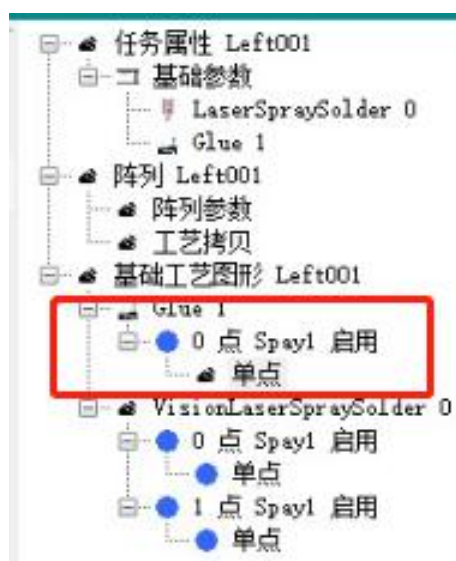 任务属性 Left001
基础参数
LaserSpraySolder 0
Glue 1
阵列 Left001
阵列参数
工艺拷贝
基础工艺图形 Left001
Glue 1
0 点 Spay1 启用
单点
VisionLaserSpraySolder 0
0 点 Spay1 启用
单点
1 点 Spay1 启用
单点